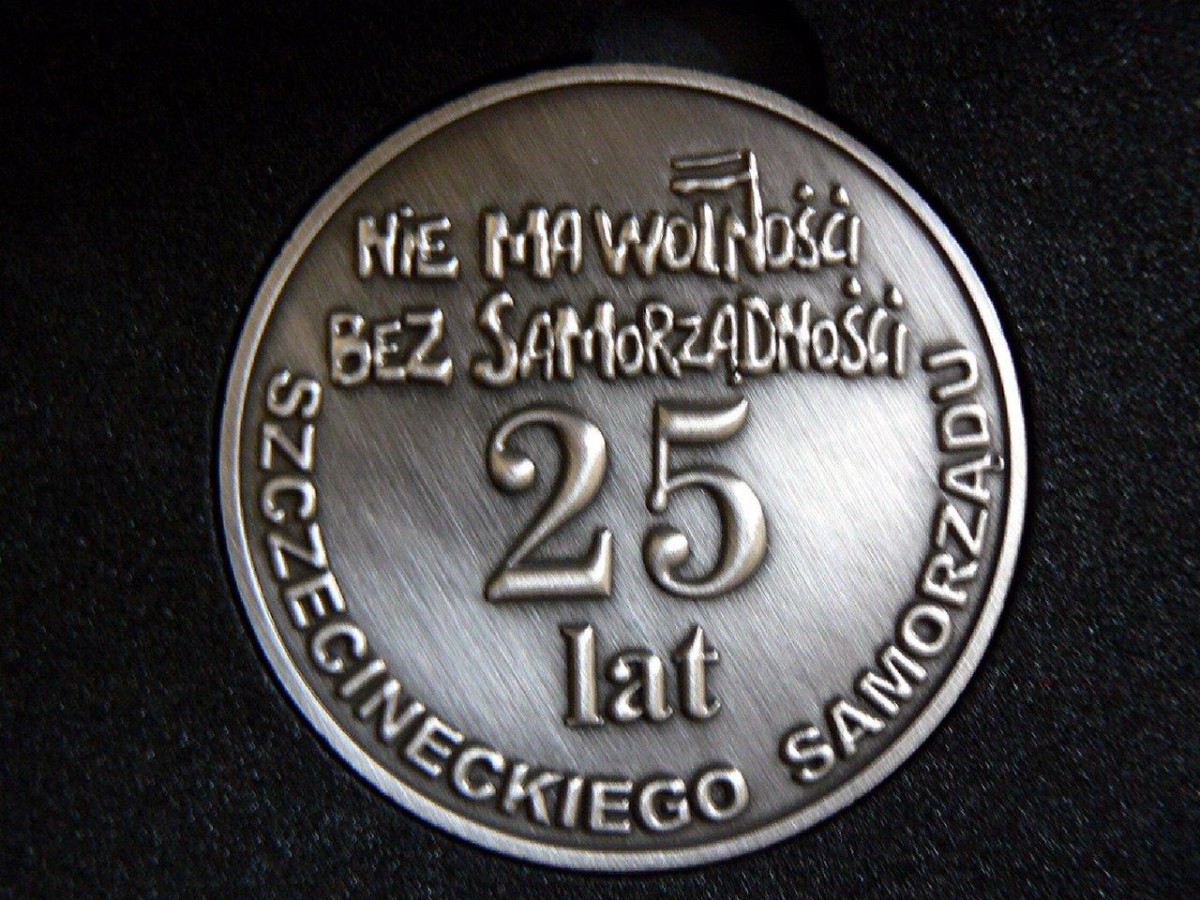 NiE MA WOLNOŚCi
BEZ SAMORZĄDNOŚCi
25
lat
SZCZECINECKIEGO SAMORZĄDU